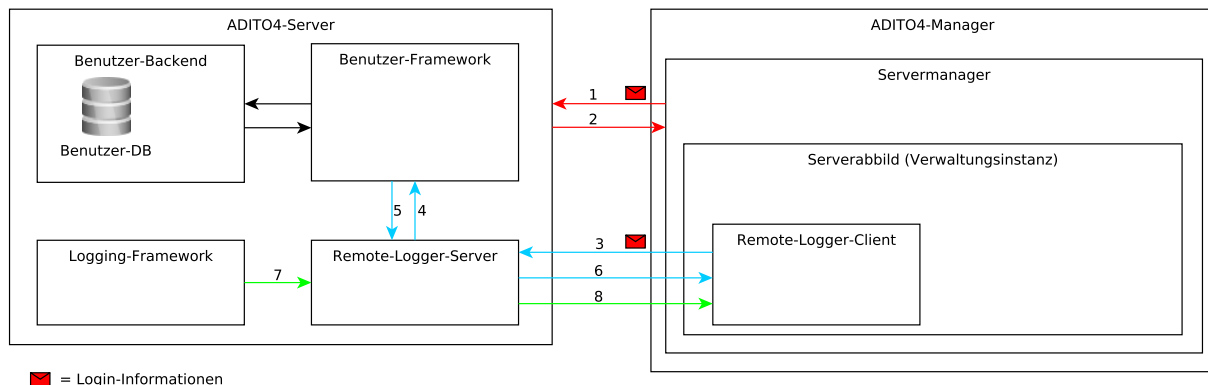 ADITO4-Server
ADITO4-Manager
Benutzer-Backend
Benutzer-Framework
Servermanager
Benutzer-DB
1
2
Serverabbild (Verwaltungsinstanz)
5
4
Logging-Framework
Remote-Logger-Server
Remote-Logger-Client
3
6
7
8
= Login-Informationen